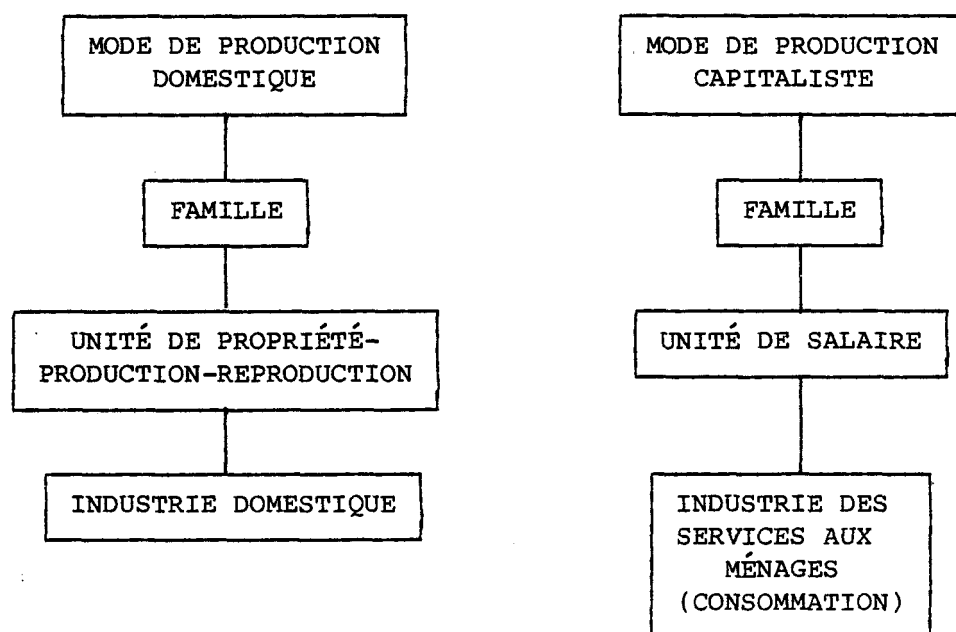 MODE DE PRODUCTION
DOMESTIQUE
FAMILLE
UNITÉ DE PROPRIÉTÉ-
PRODUCTION-REPRODUCTION
INDUSTRIE DOMESTIQUE
MODE DE PRODUCTION
CAPITALISTE
FAMILLE
UNITÉ DE SALAIRE
INDUSTRIE DES
SERVICES AUX
MÉNAGES
(CONSOMMATION)